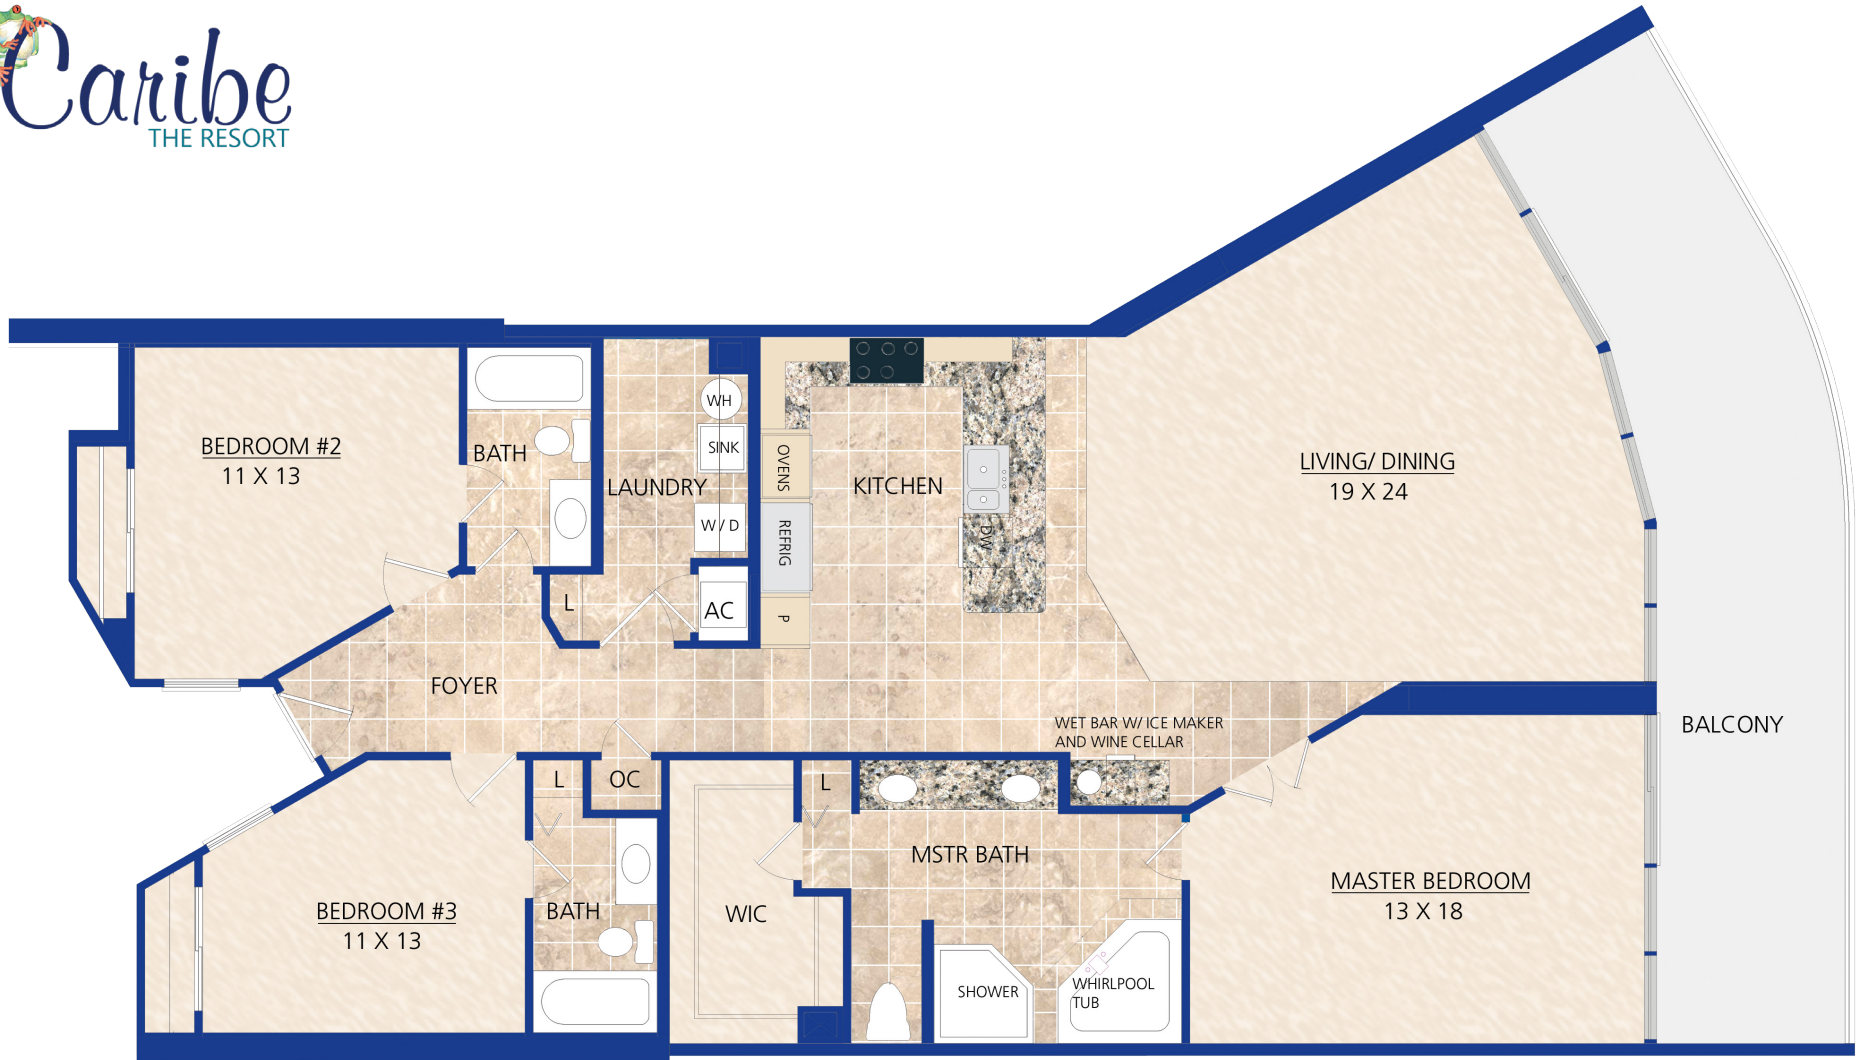 Caribe
THE RESORT
BEDROOM #2
11 X 13
BATH
LAUNDRY
WH
SINK
W / D
AC
L
OVENS
REFRIG
P
KITCHEN
DW
LIVING/ DINING
19 X 24
FOYER
WET BAR W/ ICE MAKER
AND WINE CELLAR
BALCONY
L
OC
L
BEDROOM #3
11 X 13
BATH
WIC
MSTR BATH
SHOWER
WHIRLPOOL
TUB
MASTER BEDROOM
13 X 18